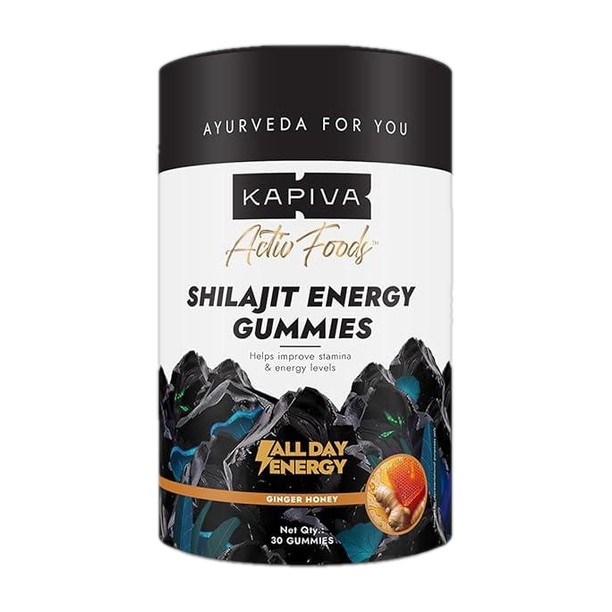 AYURVEDA FOR YOU
KAPIVA
Activ Foods™
SHILAJIT ENERGY
GUMMIES
Helps improve stamina
& energy levels
ALL DAY
ENERGY
GINGER HONEY
Net Qty.:
30 GUMMIES